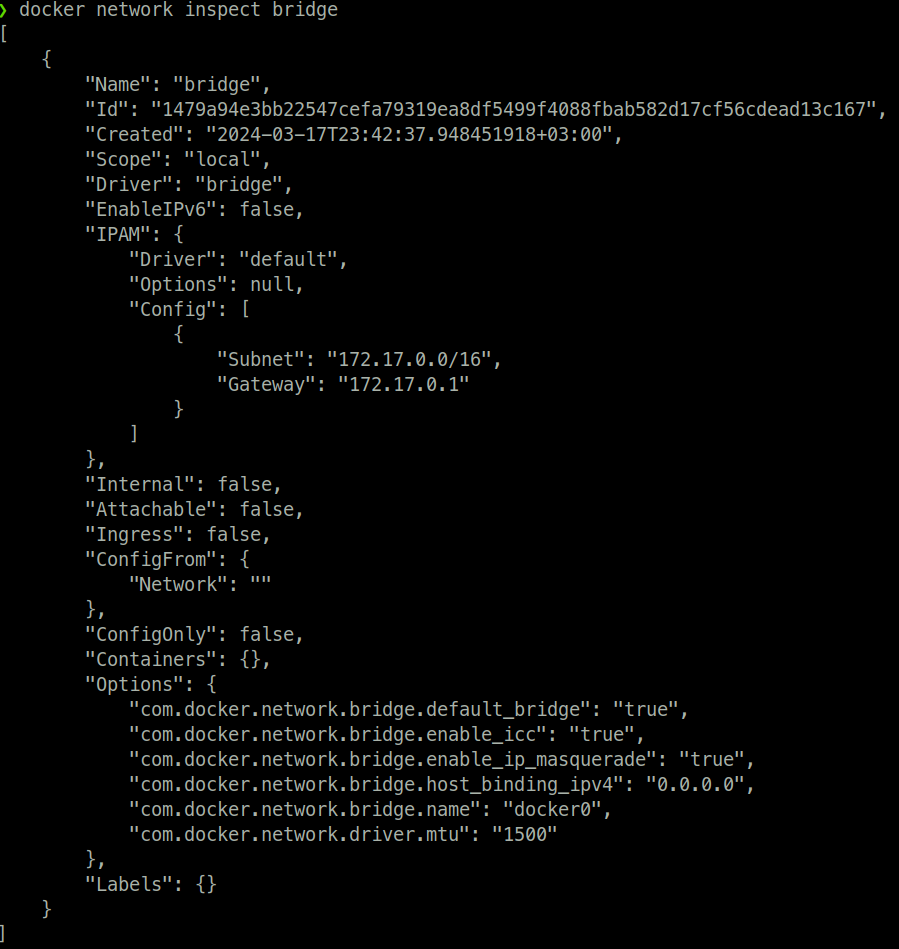 ❯ docker network inspect bridge
[
    {
        "Name": "bridge",
        "Id": "1479a94e3bb22547cefa79319ea8df5499f4088fbab582d17cf56cdead13c167",
        "Created": "2024-03-17T23:42:37.948451918+03:00",
        "Scope": "local",
        "Driver": "bridge",
        "EnableIPv6": false,
        "IPAM": {
            "Driver": "default",
            "Options": null,
            "Config": [
                {
                    "Subnet": "172.17.0.0/16",
                    "Gateway": "172.17.0.1"
                }
            ]
        },
        "Internal": false,
        "Attachable": false,
        "Ingress": false,
        "ConfigFrom": {
            "Network": ""
        },
        "ConfigOnly": false,
        "Containers": {},
        "Options": {
            "com.docker.network.bridge.default_bridge": "true",
            "com.docker.network.bridge.enable_icc": "true",
            "com.docker.network.bridge.enable_ip_masquerade": "true",
            "com.docker.network.bridge.host_binding_ipv4": "0.0.0.0",
            "com.docker.network.bridge.name": "docker0",
            "com.docker.network.driver.mtu": "1500"
        },
        "Labels": {}
    }
]